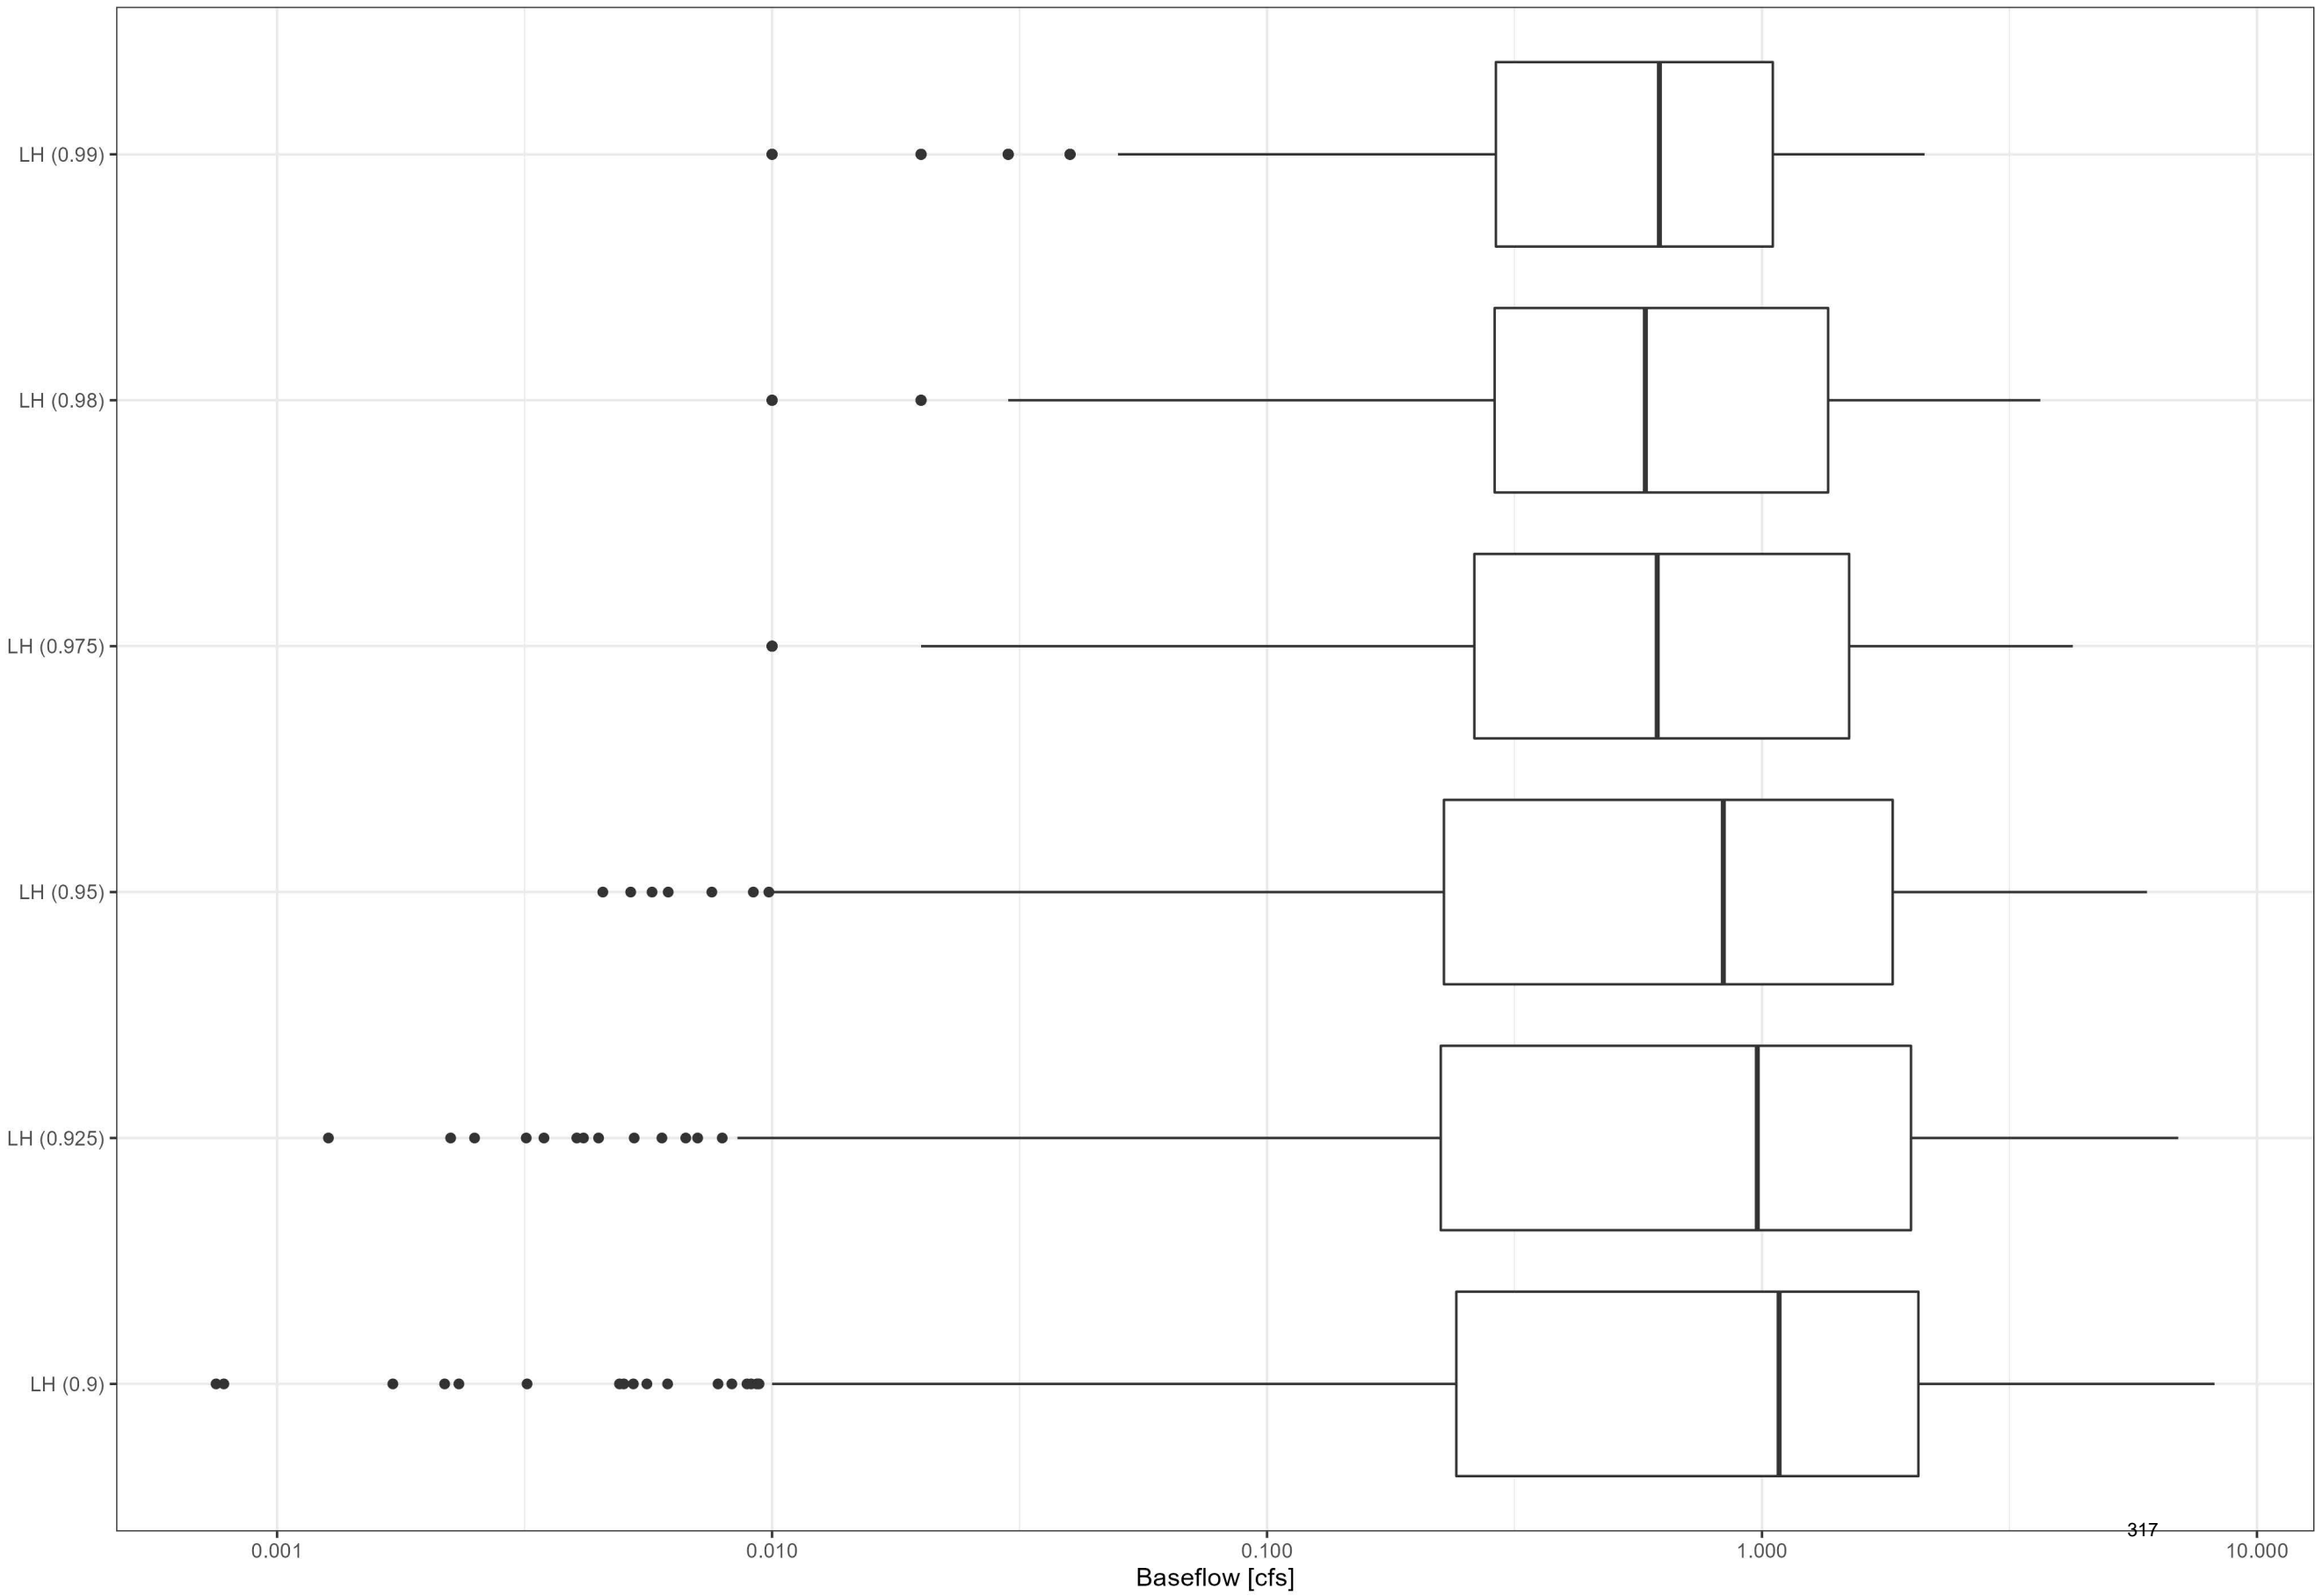 LH (0.99)
LH (0.98)
LH (0.975)
LH (0.95)
LH (0.925)
LH (0.9)
317
0.001 0.010 0.100 1.000 10.000
Baseflow [cfs]